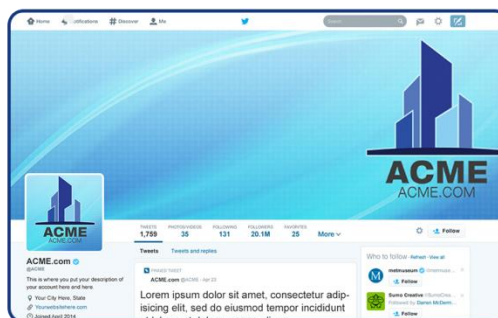 Home Notifications # Discover Me
Search
ACME
ACME.COM
ACME
ACME.COM
TWEETS PHOTOS/VIDEOS FOLLOWING FOLLOWERS FAVORITES
1,759 35 131 20.1M 25 More
Follow
Tweets Tweets and replies
ACME.com
@ACME
This is where you put your description of
your account here and here
Your City Here, State
Yourwebsitehere.com
Joined April 2014
PINNED TWEET
ACME.com @ACME
Lorem ipsum dolor sit amet, consectetur adip-
isicing elit, sed do eiusmod tempor incididunt
Who to follow Refresh View all
M
mdmussum
Follow
Sumo Creative
Followed by
Follow